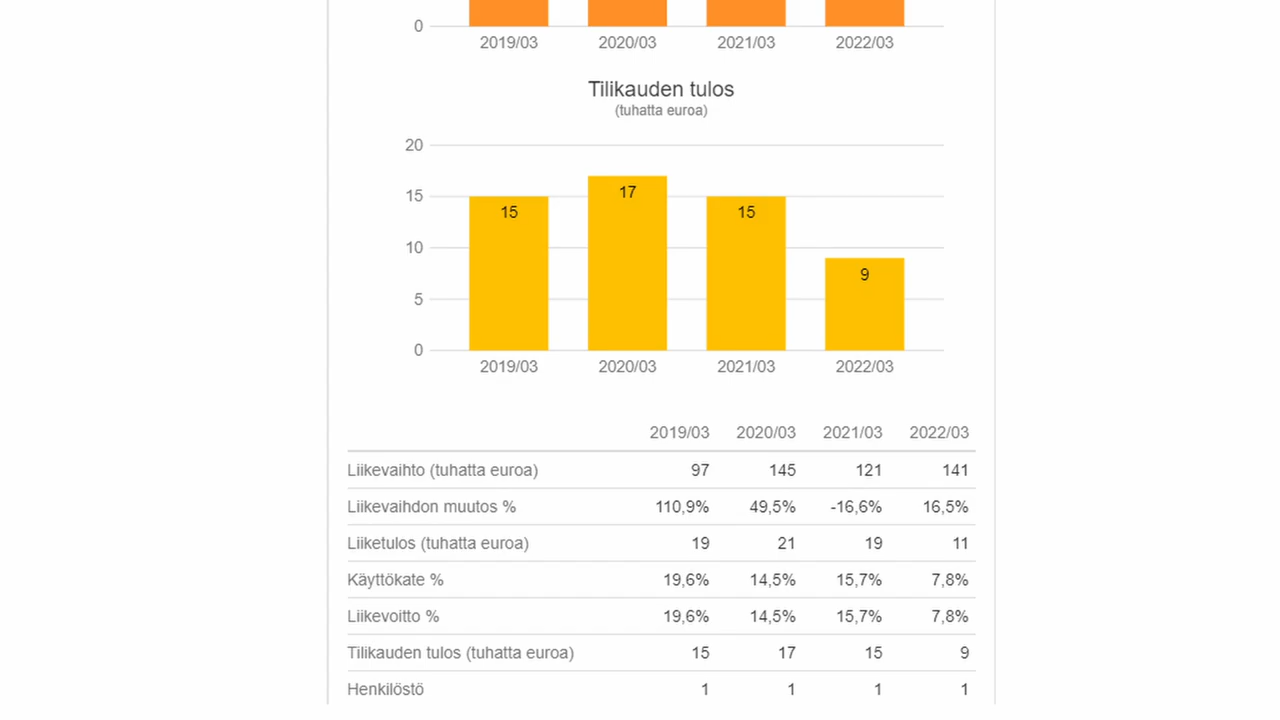 0
2019/03 2020/03 2021/03 2022/03
Tilikauden tulos
(tuhatta euroa)
20
15
10
5
0
15 17 15 9
2019/03 2020/03 2021/03 2022/03
2019/03 2020/03 2021/03 2022/03
Liikevaihto (tuhatta euroa) 97 145 121 141
Liikevaihdon muutos % 110,9% 49,5% -16,6% 16,5%
Liiketulos (tuhatta euroa) 19 21 19 11
Käyttökate % 19,6% 14,5% 15,7% 7,8%
Liikevoitto % 19,6% 14,5% 15,7% 7,8%
Tilikauden tulos (tuhatta euroa) 15 17 15 9
Henkilöstö 1 1 1 1